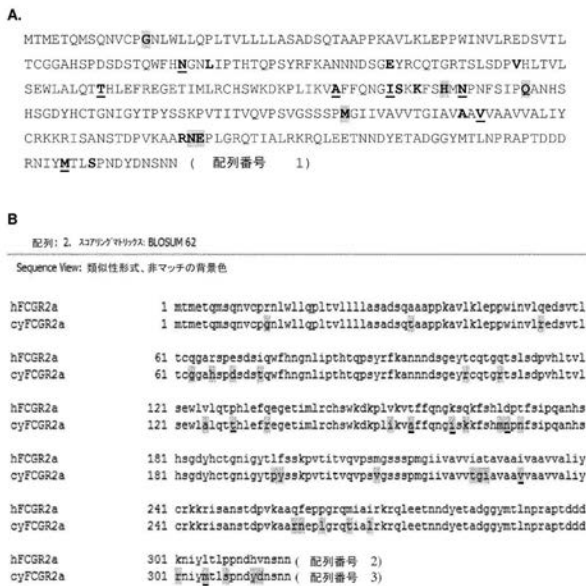 A.
MTMETQMSQNVCPGNLWLLQPLTVLLLLASADSQTAAPPKAVLKLEPPWINVLREDSVTL
TCGGAHSPDSDSTQWFHNGNLIPTHTQPSYRFKANNNDSGEYRCQTGRTSLSDPVHLTVL
SEWLALQTTHLEFREGETIMLRCHSWKDKPLIKVAFFQNGISKKFSHMNPNFSIPQANHS
HSGDYHCTGNIGYTPYSSKPVTITVQVPSVGSSSPMGIIVAVVTGIAVAAVVAAVVALIY
CRKKRISANSTDPVKAARNEPLGRQTIALRKRQLEETNNDYETADGGYMTLNPRAPTDDD
RNIYMTLSPNDYDNSNN ( 配列番号 1)
B
配列: 2. スコアリングマトリックス: BLOSUM 62
Sequence View: 類似性形式、非マッチの背景色
hFCGR2a 1 mtmetqmsqnvcprnlwllqpltvllllasadsqaaappkavlkleppwinvlqedsvtl
cyFCGR2a 1 mtmetqmsqnvcpgnlwllqpltvllllasadsqtaappkavlkleppwinvlredsvtl
hFCGR2a 61 tcqgarspesdsiqwfhngnlipthtqpsyrfkannndsgeytcqtgqtslsdpvhltvl
cyFCGR2a 61 tcggahspdsdstqwfhngnlipthtqpsyrfkannndsgeyrcqtgrtslsdpvhltvl
hFCGR2a 121 sewlvlqtphlefqegetimlrchswkdkplvkvtffqngksqkfshldptfsipqanhs
cyFCGR2a 121 sewlalqtthlefregetimlrchswkdkplikvaffqngiskkfshmnpnfsipqanhs
hFCGR2a 181 hsgdyhctgnigytlfsskpvtitvqvpsmgssspmgiivavviatavaaivaavvaliy
cyFCGR2a 181 hsgdyhctgnigytpysskpvtitvqvpsvgssspmgiivavvtgiavaavvaavvaliy
hFCGR2a 241 crkkrisanstdpvkaaqfeppgrqmiairkrqleetnndyetadggymtlnpraptddd
cyFCGR2a 241 crkkrisanstdpvkaarneplgrqtialrkrqleetnndyetadggymtlnpraptddd
hFCGR2a 301 kniyltlppndhvnsnn ( 配列番号 2)
cyFCGR2a 301 rniymtlspndydnsnn ( 配列番号 3)